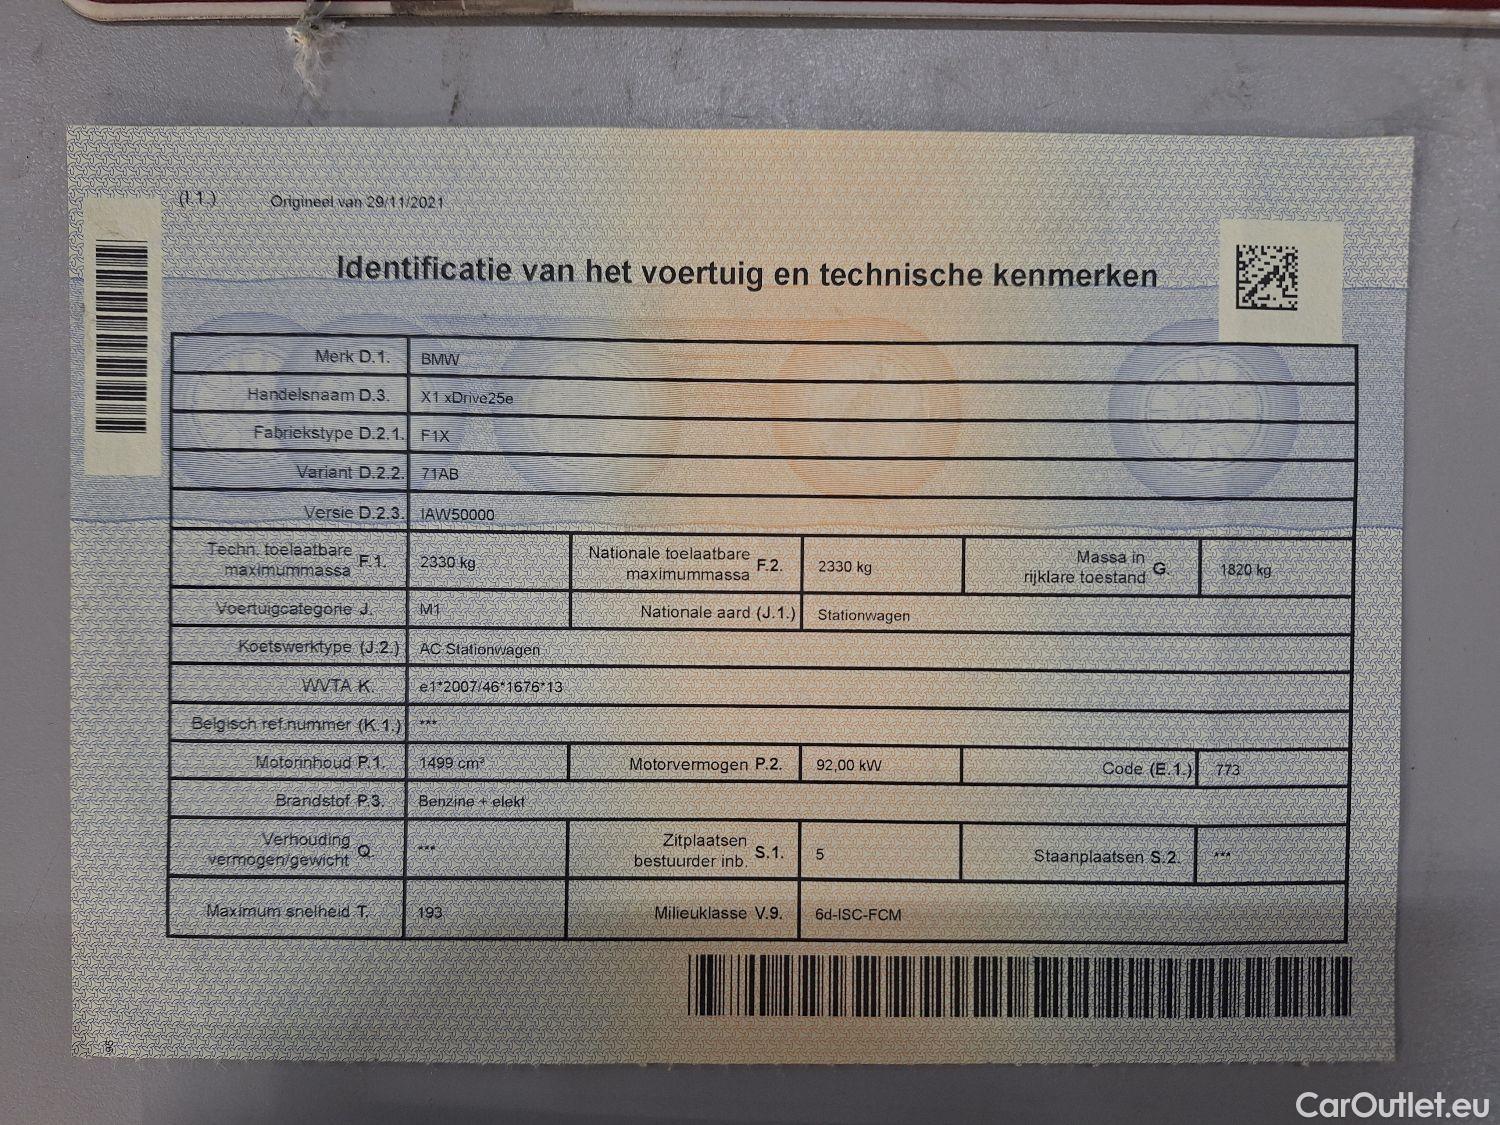 (I.1.) Origineel van 29/11/2021
Identificatie van het voertuig en technische kenmerken
Merk D.1. BMW
Handelsnaam D.3. X1 xDrive25e
Fabriekstype D.2.1. F1X
Variant D.2.2. 71AB
Versie D.2.3. IAW50000
Techn. toelaatbare
maximummassa F.1. 2330 kg
Nationale toelaatbare
maximummassa F.2. 2330 kg
Massa in
rijklare toestand G. 1820 kg
Voertuigcategorie J. M1 Nationale aard (J.1.) Stationwagen
Koetswerktype (J.2.) AC Stationwagen
WVTA K. e1*2007/46*1676*13
Belgisch ref.nummer (K.1.) ***
Motorinhoud P.1. 1499 cm³ Motorvermogen P.2. 92,00 kW Code (E.1.) 773
Brandstof P.3. Benzine + elekt
Verhouding
vermogen/gewicht Q. ***
Zitplaatsen
bestuurder inb. S.1. 5
Staanplaatsen S.2. ***
Maximum snelheid T. 193 Milieuklasse V.9. 6d-ISC-FCM
CarOutlet.eu